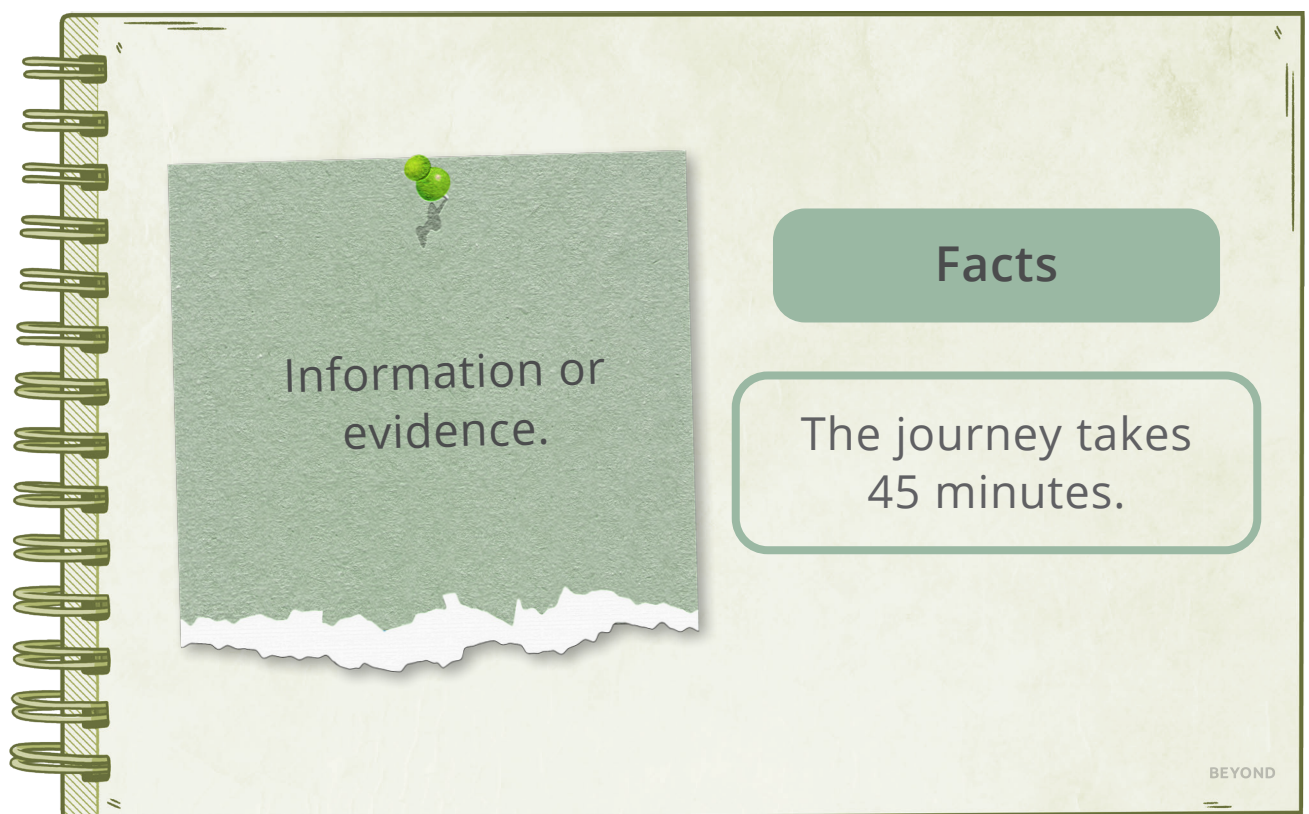 Information or
evidence.
Facts
The journey takes
45 minutes.
BEYOND